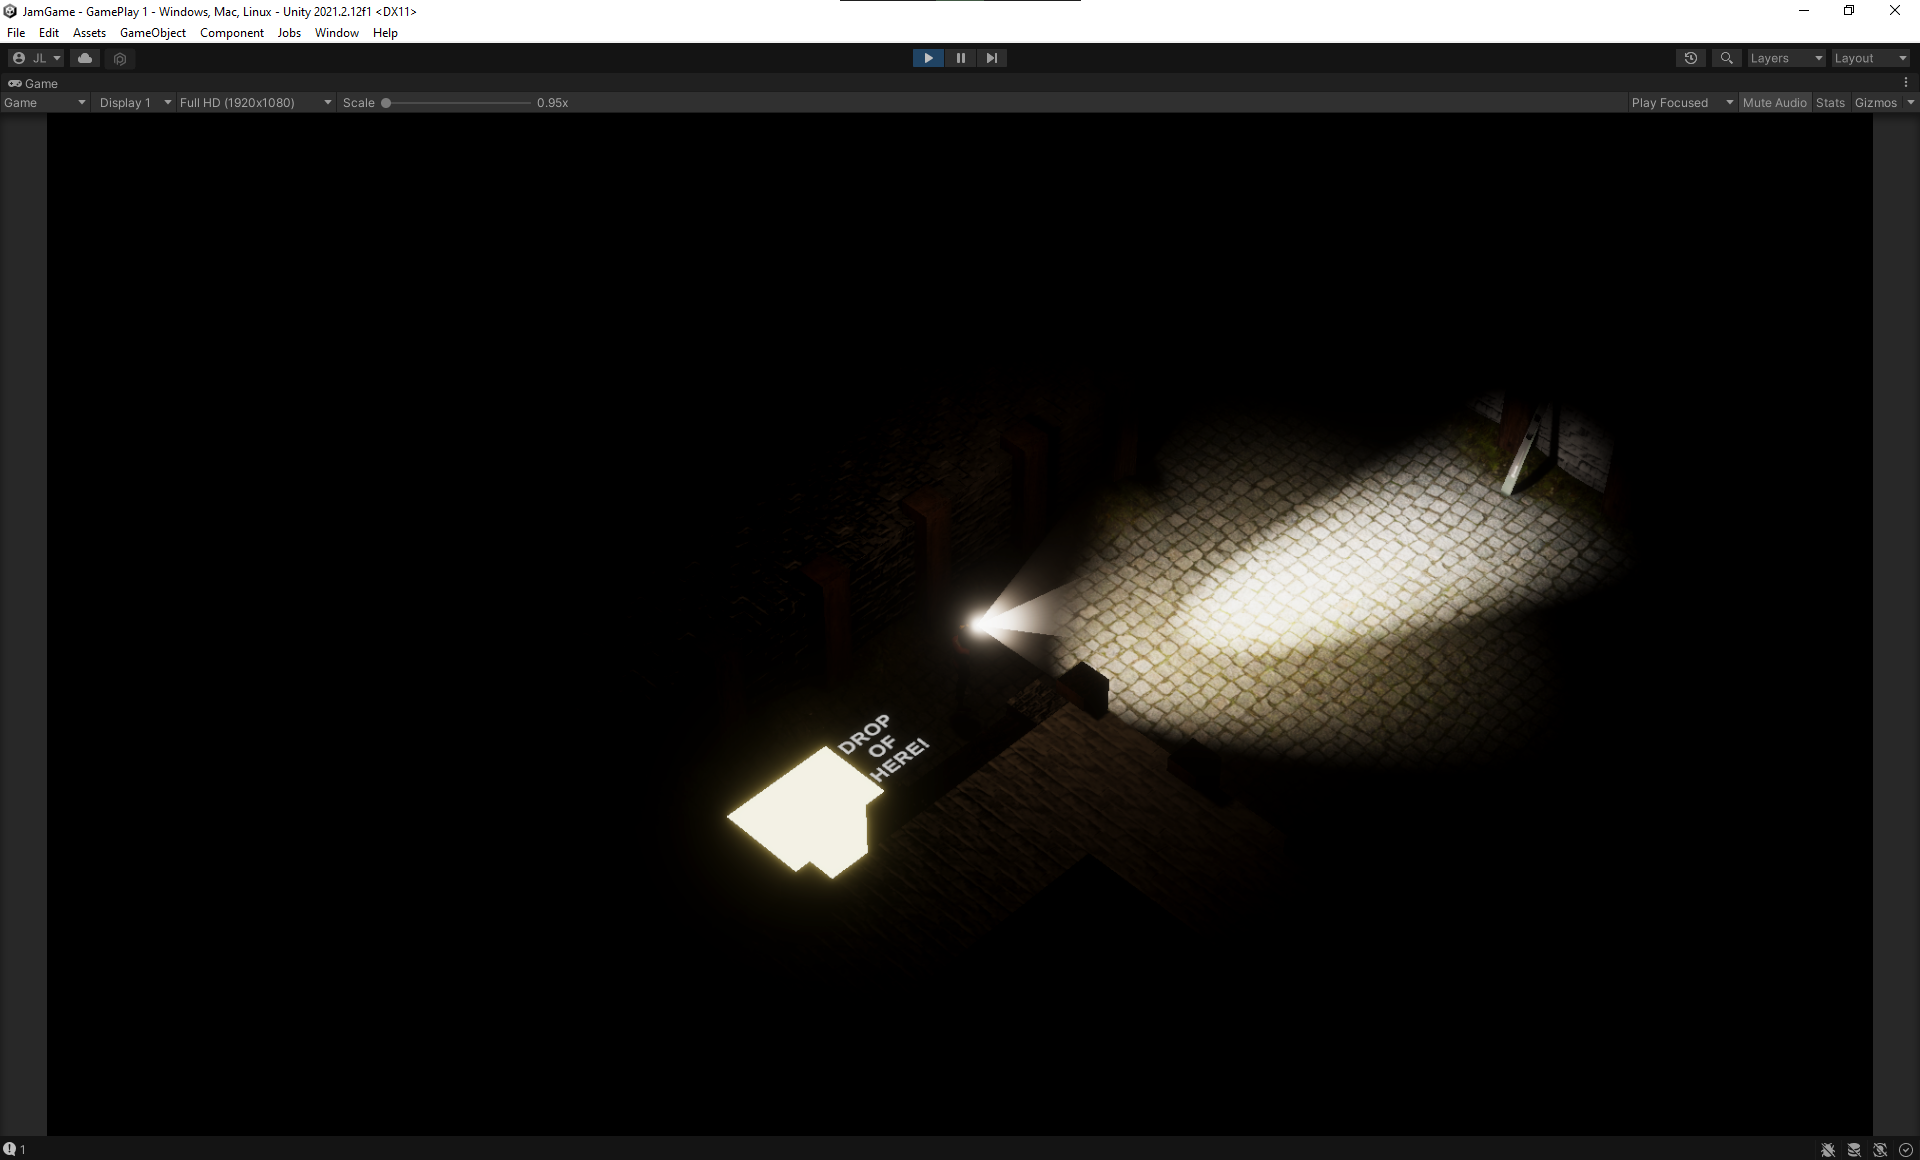 JamGame - GamePlay 1 - Windows, Mac, Linux - Unity 2021.2.12f1 <DX11>
File Edit Assets GameObject Component Jobs Window Help
JL Layers Layout
Game
Game Display 1 Full HD (1920x1080) Scale 0.95x Play Focused Mute Audio Stats Gizmos
DROP
OF
HERE!
1